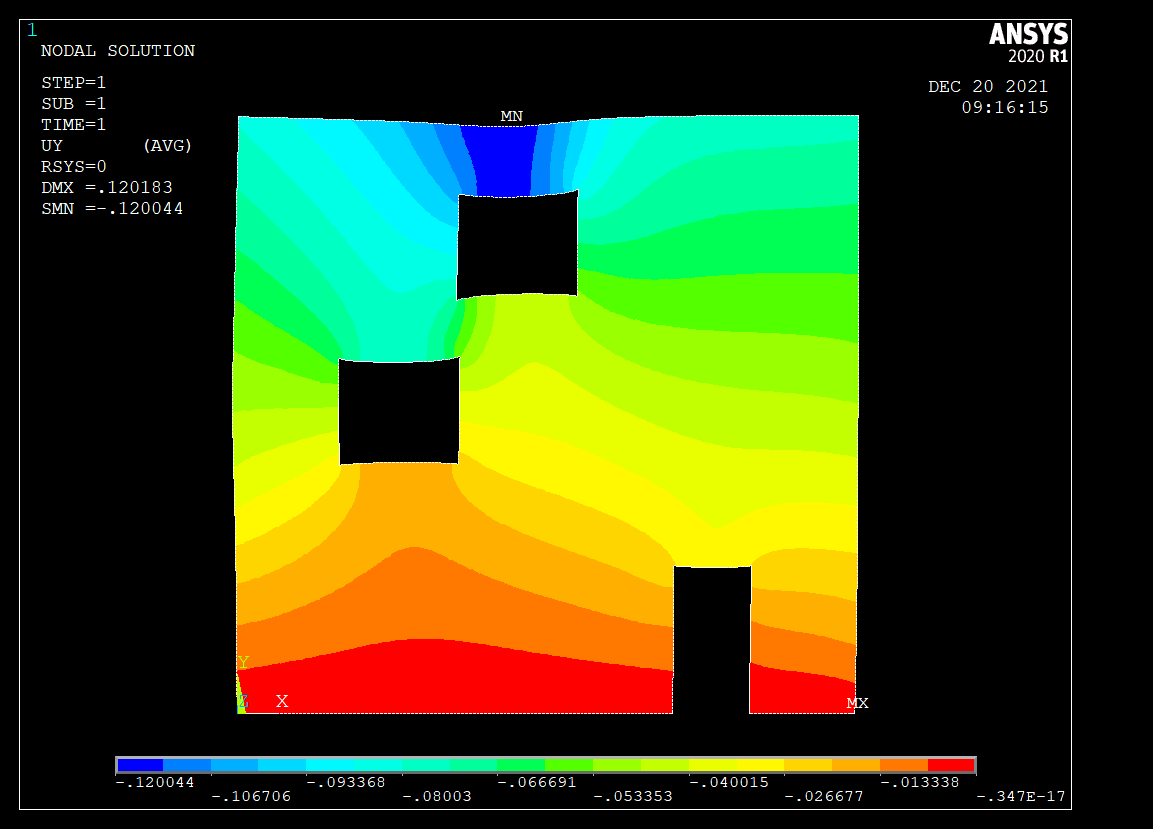 1
NODAL SOLUTION
STEP=1
SUB =1
TIME=1
UY (AVG)
RSYS=0
DMX =.120183
SMN =-.120044
ANSYS
2020 R1
DEC 20 2021
09:16:15
MN
Y
Z X
MX
-.120044 -.093368 -.066691 -.040015 -.013338
-.106706 -.08003 -.053353 -.026677 -.347E-17